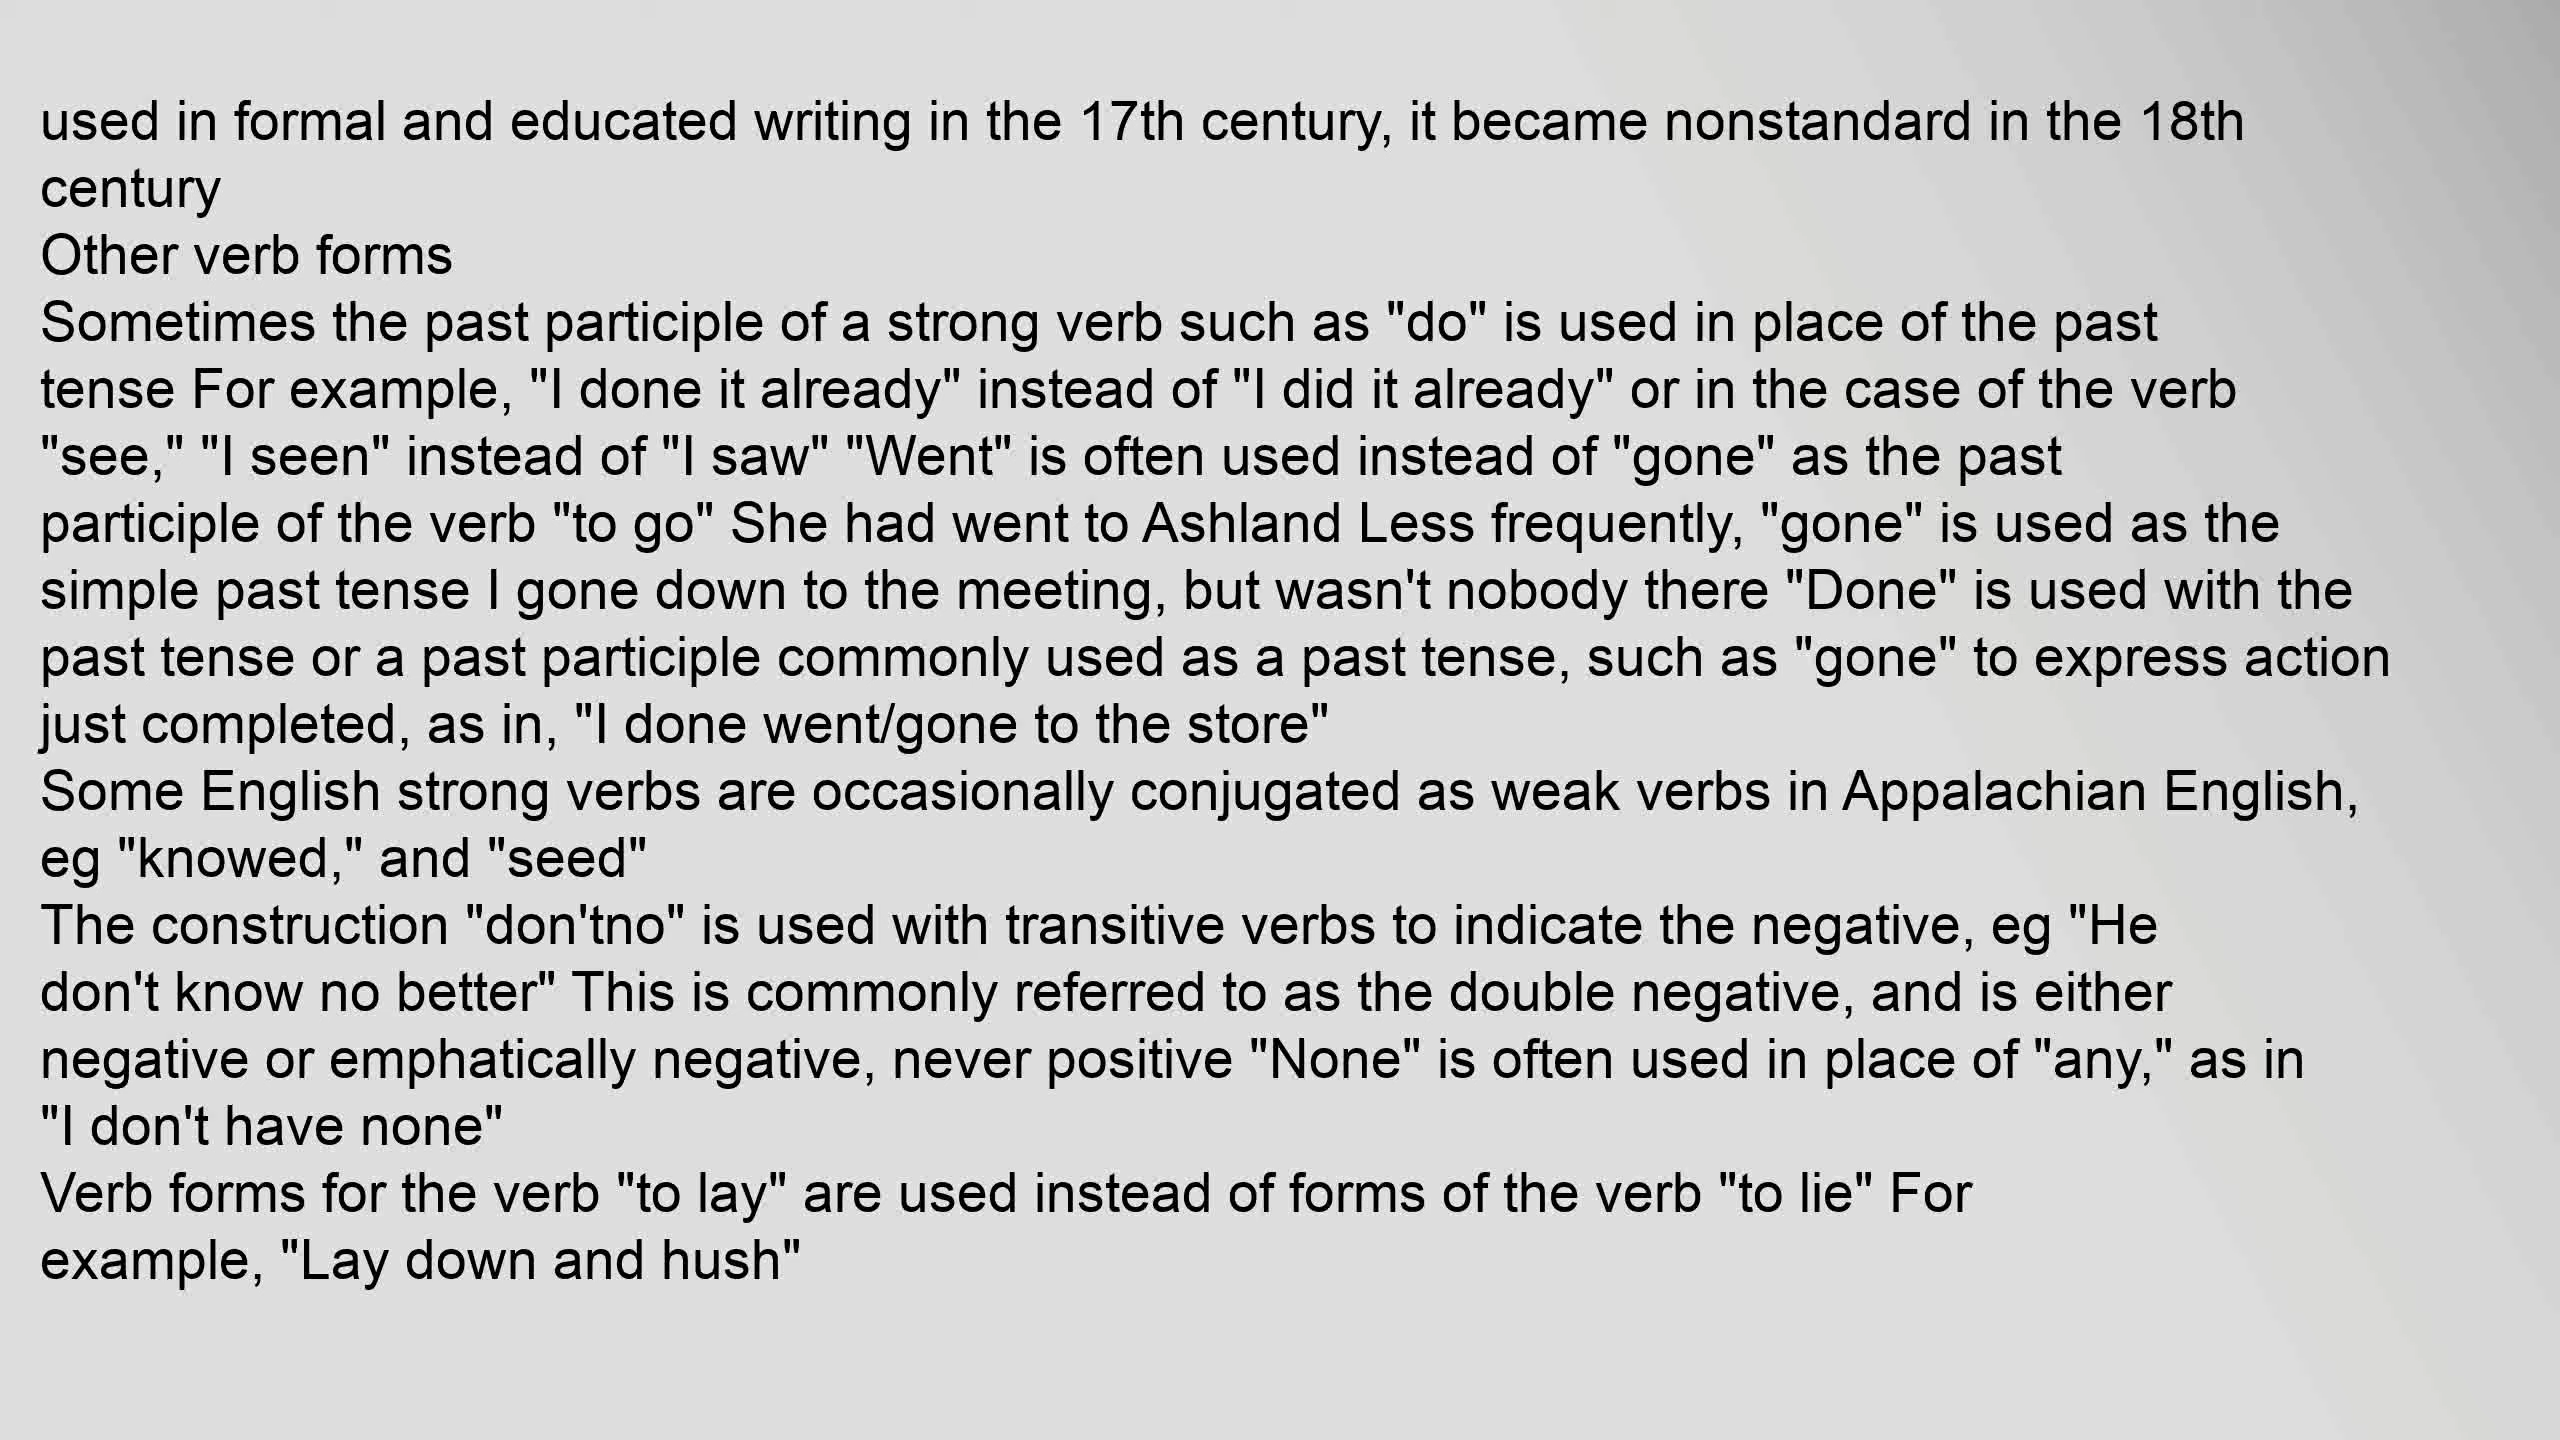 used in formal and educated writing in the 17th century, it became nonstandard in the 18th
century
Other verb forms
Sometimes the past participle of a strong verb such as "do" is used in place of the past
tense For example, "I done it already" instead of "I did it already" or in the case of the verb
"see," "I seen" instead of "I saw" "Went" is often used instead of "gone" as the past
participle of the verb "to go" She had went to Ashland Less frequently, "gone" is used as the
simple past tense I gone down to the meeting, but wasn't nobody there "Done" is used with the
past tense or a past participle commonly used as a past tense, such as "gone" to express action
just completed, as in, "I done went/gone to the store"
Some English strong verbs are occasionally conjugated as weak verbs in Appalachian English,
eg "knowed," and "seed"
The construction "don'tno" is used with transitive verbs to indicate the negative, eg "He
don't know no better" This is commonly referred to as the double negative, and is either
negative or emphatically negative, never positive "None" is often used in place of "any," as in
"I don't have none"
Verb forms for the verb "to lay" are used instead of forms of the verb "to lie" For
example, "Lay down and hush"